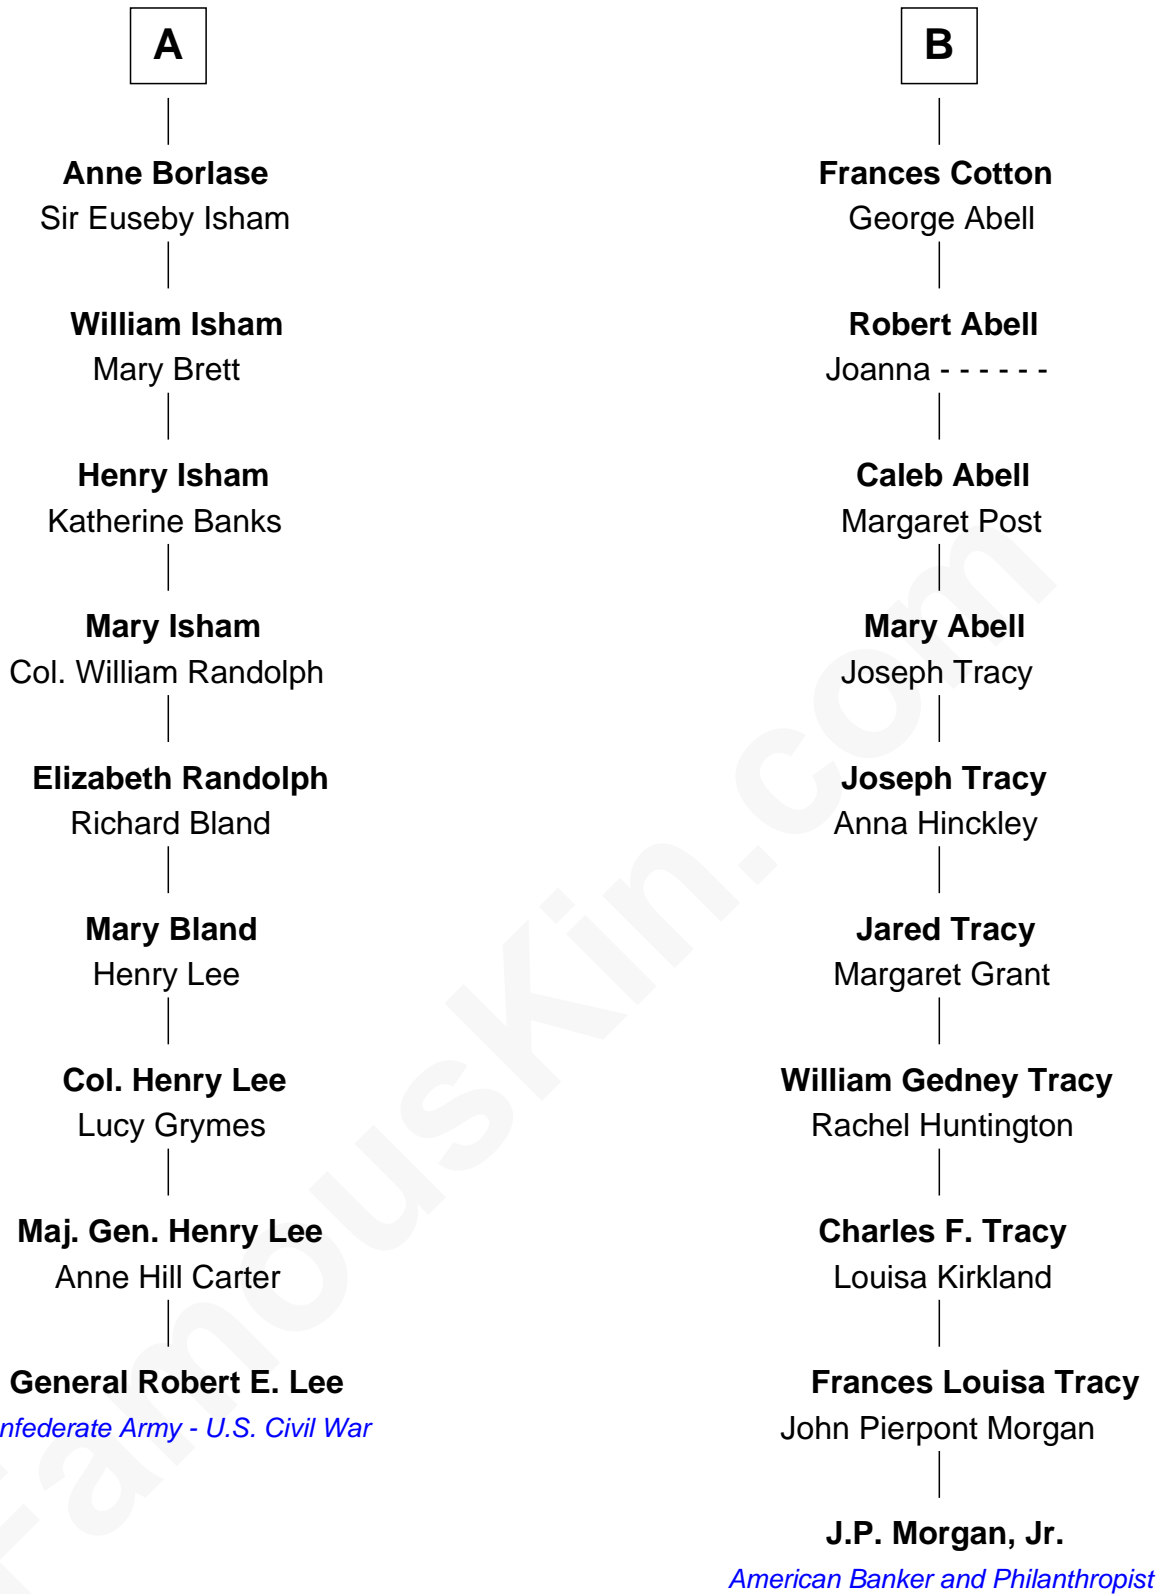 A
Anne Borlase
Sir Euseby Isham
William Isham
Mary Brett
Henry Isham
Katherine Banks
Mary Isham
Col. William Randolph
Elizabeth Randolph
Richard Bland
Mary Bland
Henry Lee
Col. Henry Lee
Lucy Grymes
Maj. Gen. Henry Lee
Anne Hill Carter
General Robert E. Lee
nfederate Army - U.S. Civil War
B
Frances Cotton
George Abell
Robert Abell
Joanna - - - - - -
Caleb Abell
Margaret Post
Mary Abell
Joseph Tracy
Joseph Tracy
Anna Hinckley
Jared Tracy
Margaret Grant
William Gedney Tracy
Rachel Huntington
Charles F. Tracy
Louisa Kirkland
Frances Louisa Tracy
John Pierpont Morgan
J.P. Morgan, Jr.
American Banker and Philanthropist
FamousKin.com